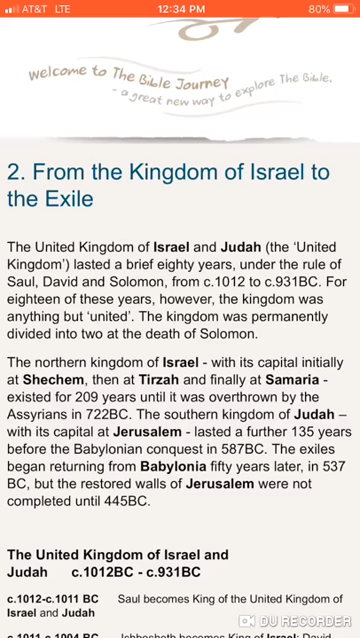 AT&T LTE 12:34 PM 80%
Welcome to The Bible Journey
- a great new way to explore The Bible.
2. From the Kingdom of Israel to
the Exile
The United Kingdom of Israel and Judah (the ‘United
Kingdom’) lasted a brief eighty years, under the rule of
Saul, David and Solomon, from c.1012 to c.931BC. For
eighteen of these years, however, the kingdom was
anything but ‘united’. The kingdom was permanently
divided into two at the death of Solomon.
The northern kingdom of Israel - with its capital initially
at Shechem, then at Tirzah and finally at Samaria -
existed for 209 years until it was overthrown by the
Assyrians in 722BC. The southern kingdom of Judah –
with its capital at Jerusalem - lasted a further 135 years
before the Babylonian conquest in 587BC. The exiles
began returning from Babylonia fifty years later, in 537
BC, but the restored walls of Jerusalem were not
completed until 445BC.
The United Kingdom of Israel and
Judah c.1012BC - c.931BC
c.1012-c.1011 BC Saul becomes King of the United Kingdom of
Israel and Judah
c.1011-c.1004 BC Ishbosheth becomes King of Israel; David
DU RECORDER